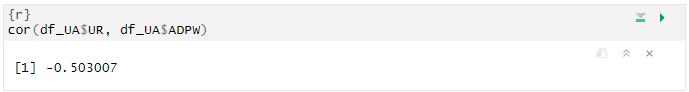 {r}
cor(df_UA$UR, df_UA$ADPW)
[1] -0.503007